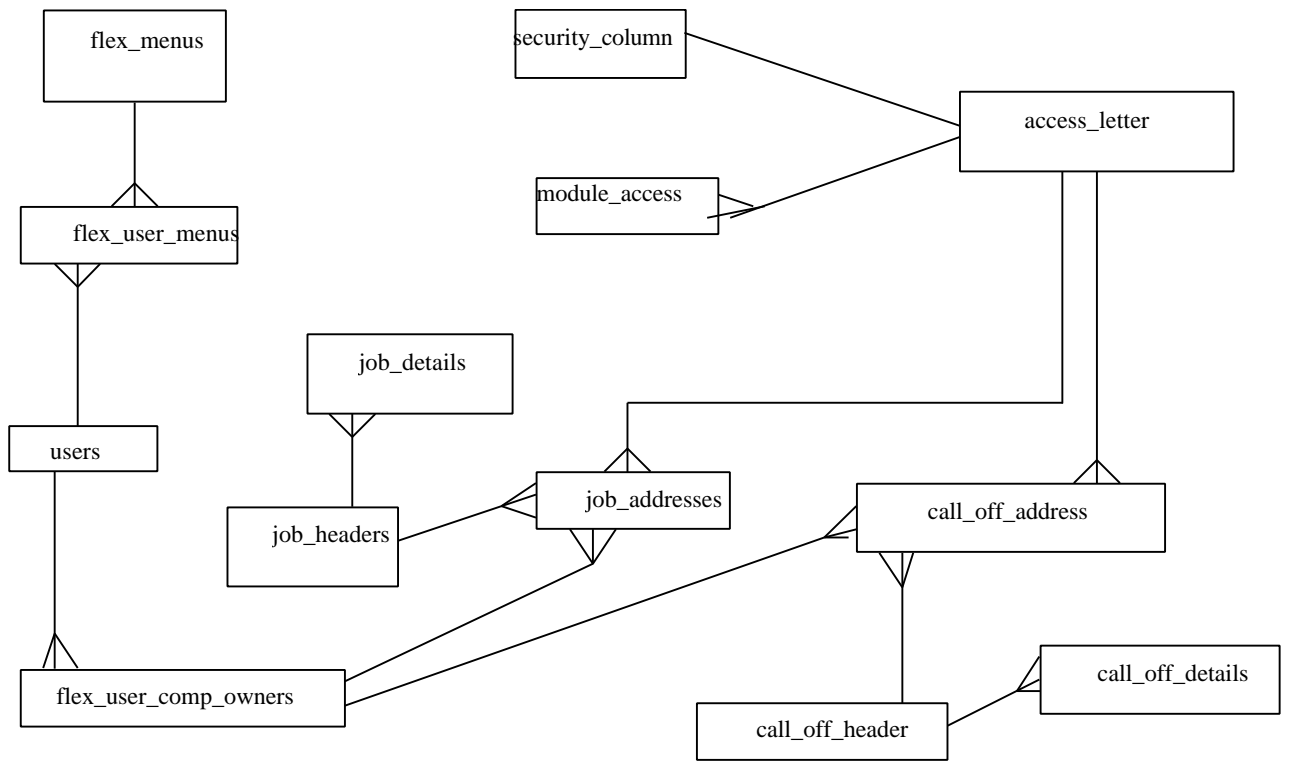 flex_menus
security_column
access_letter
module_access
flex_user_menus
job_details
users
job_addresses
call_off_address
job_headers
call_off_details
flex_user_comp_owners
call_off_header